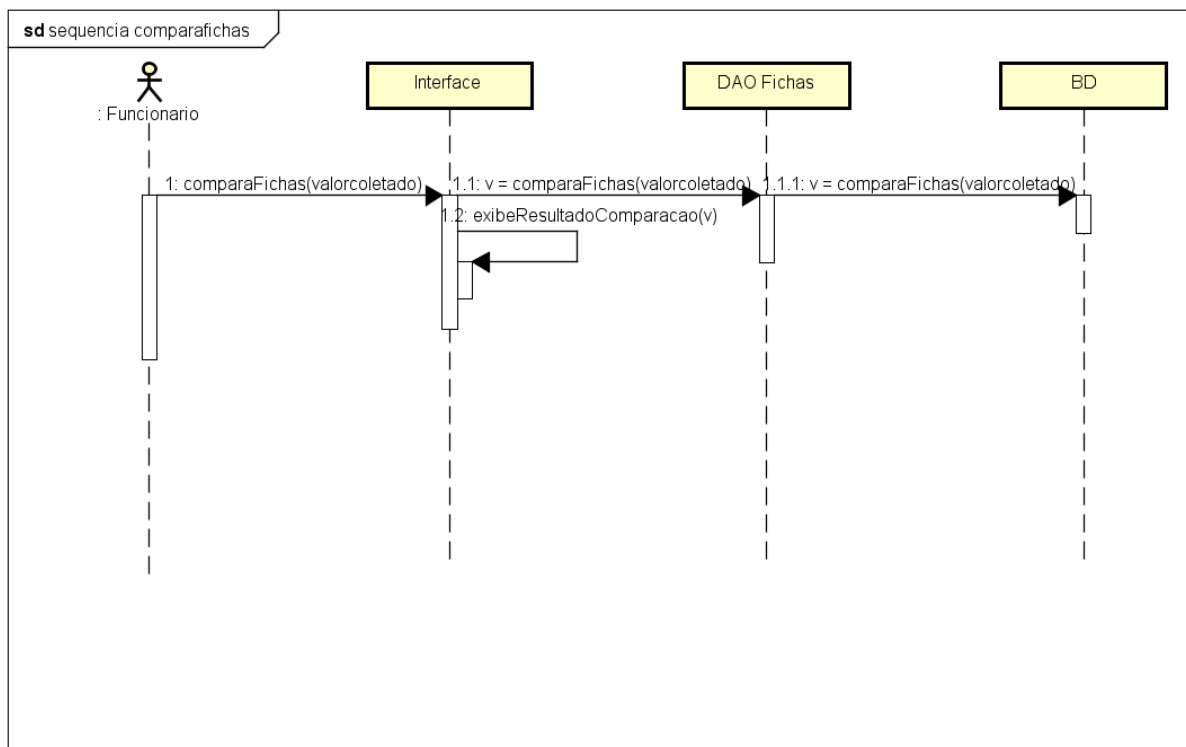 sd sequencia comparafichas
: Funcionario
Interface
DAO Fichas
BD
1: comparaFichas(valorcoletado)
1.1: v = comparaFichas(valorcoletado)
1.1.1: v = comparaFichas(valorcoletado)
1.2: exibeResultadoComparacao(v)